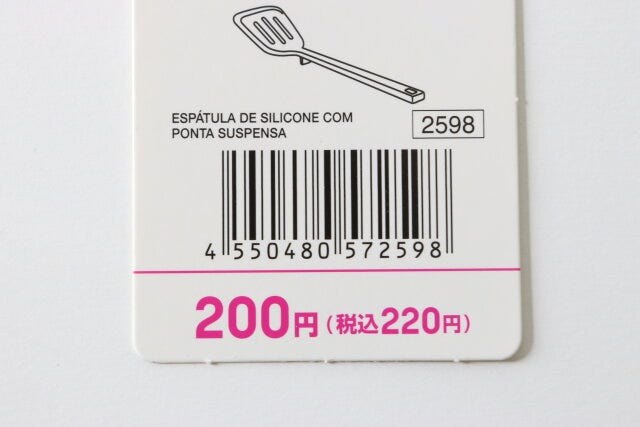 ESPÁTULA DE SILICONE COM
PONTA SUSPENSA
2598
4 550480 572598
200円(税込220円)